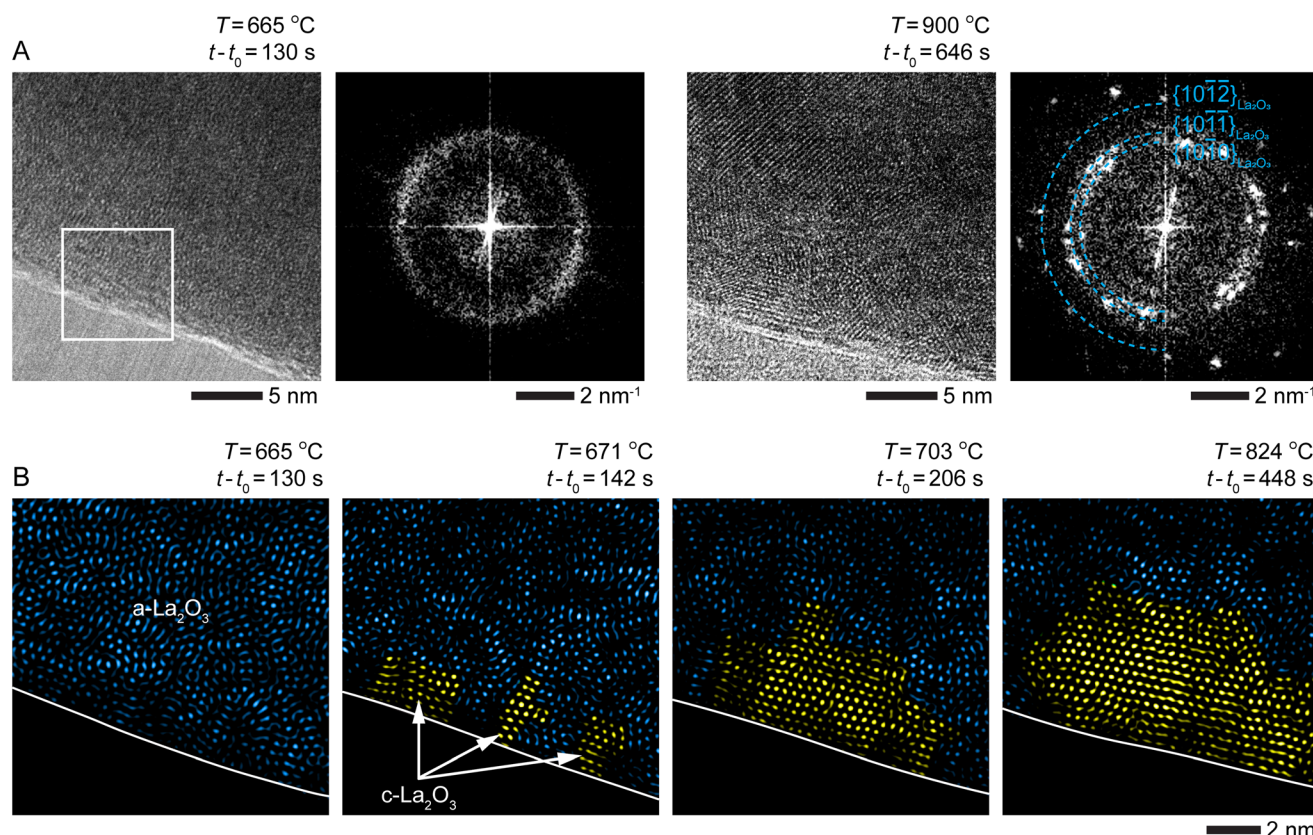 T = 665 °C
t - t₀ = 130 s
T = 900 °C
t - t₀ = 646 s
A
{101̅2̅}La₂O₃
{101̅1̅}La₂O₃
{101̅0}La₂O₃
5 nm
2 nm⁻¹
5 nm
2 nm⁻¹
T = 665 °C
t - t₀ = 130 s
T = 671 °C
t - t₀ = 142 s
T = 703 °C
t - t₀ = 206 s
T = 824 °C
t - t₀ = 448 s
B
a-La₂O₃
c-La₂O₃
2 nm